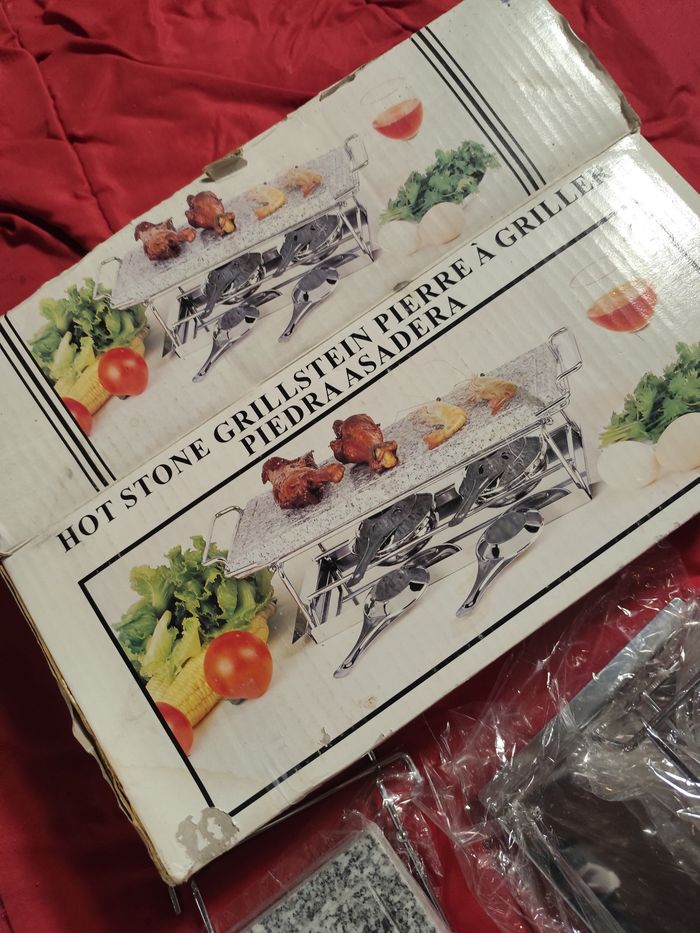 HOT STONE GRILLSTEIN PIERRE À GRILLER
PIEDRA ASADERA